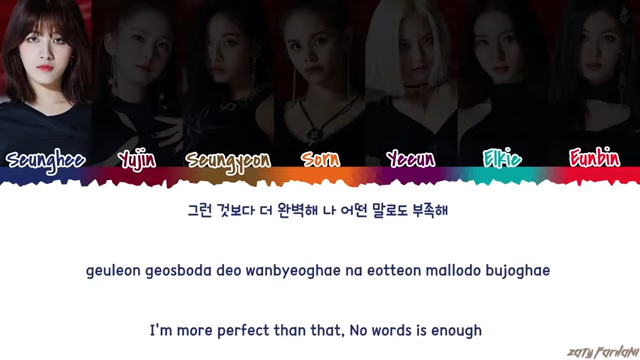 Seunghee Yujin Seungyeon Sorn Yeeun Elkie Eunbin
그런 것보다 더 완벽해 나 어떤 말로도 부족해
geuleon geosboda deo wanbyeoghae na eotteon mallodo bujoghae
I'm more perfect than that, No words is enough
ZATY FARHANI